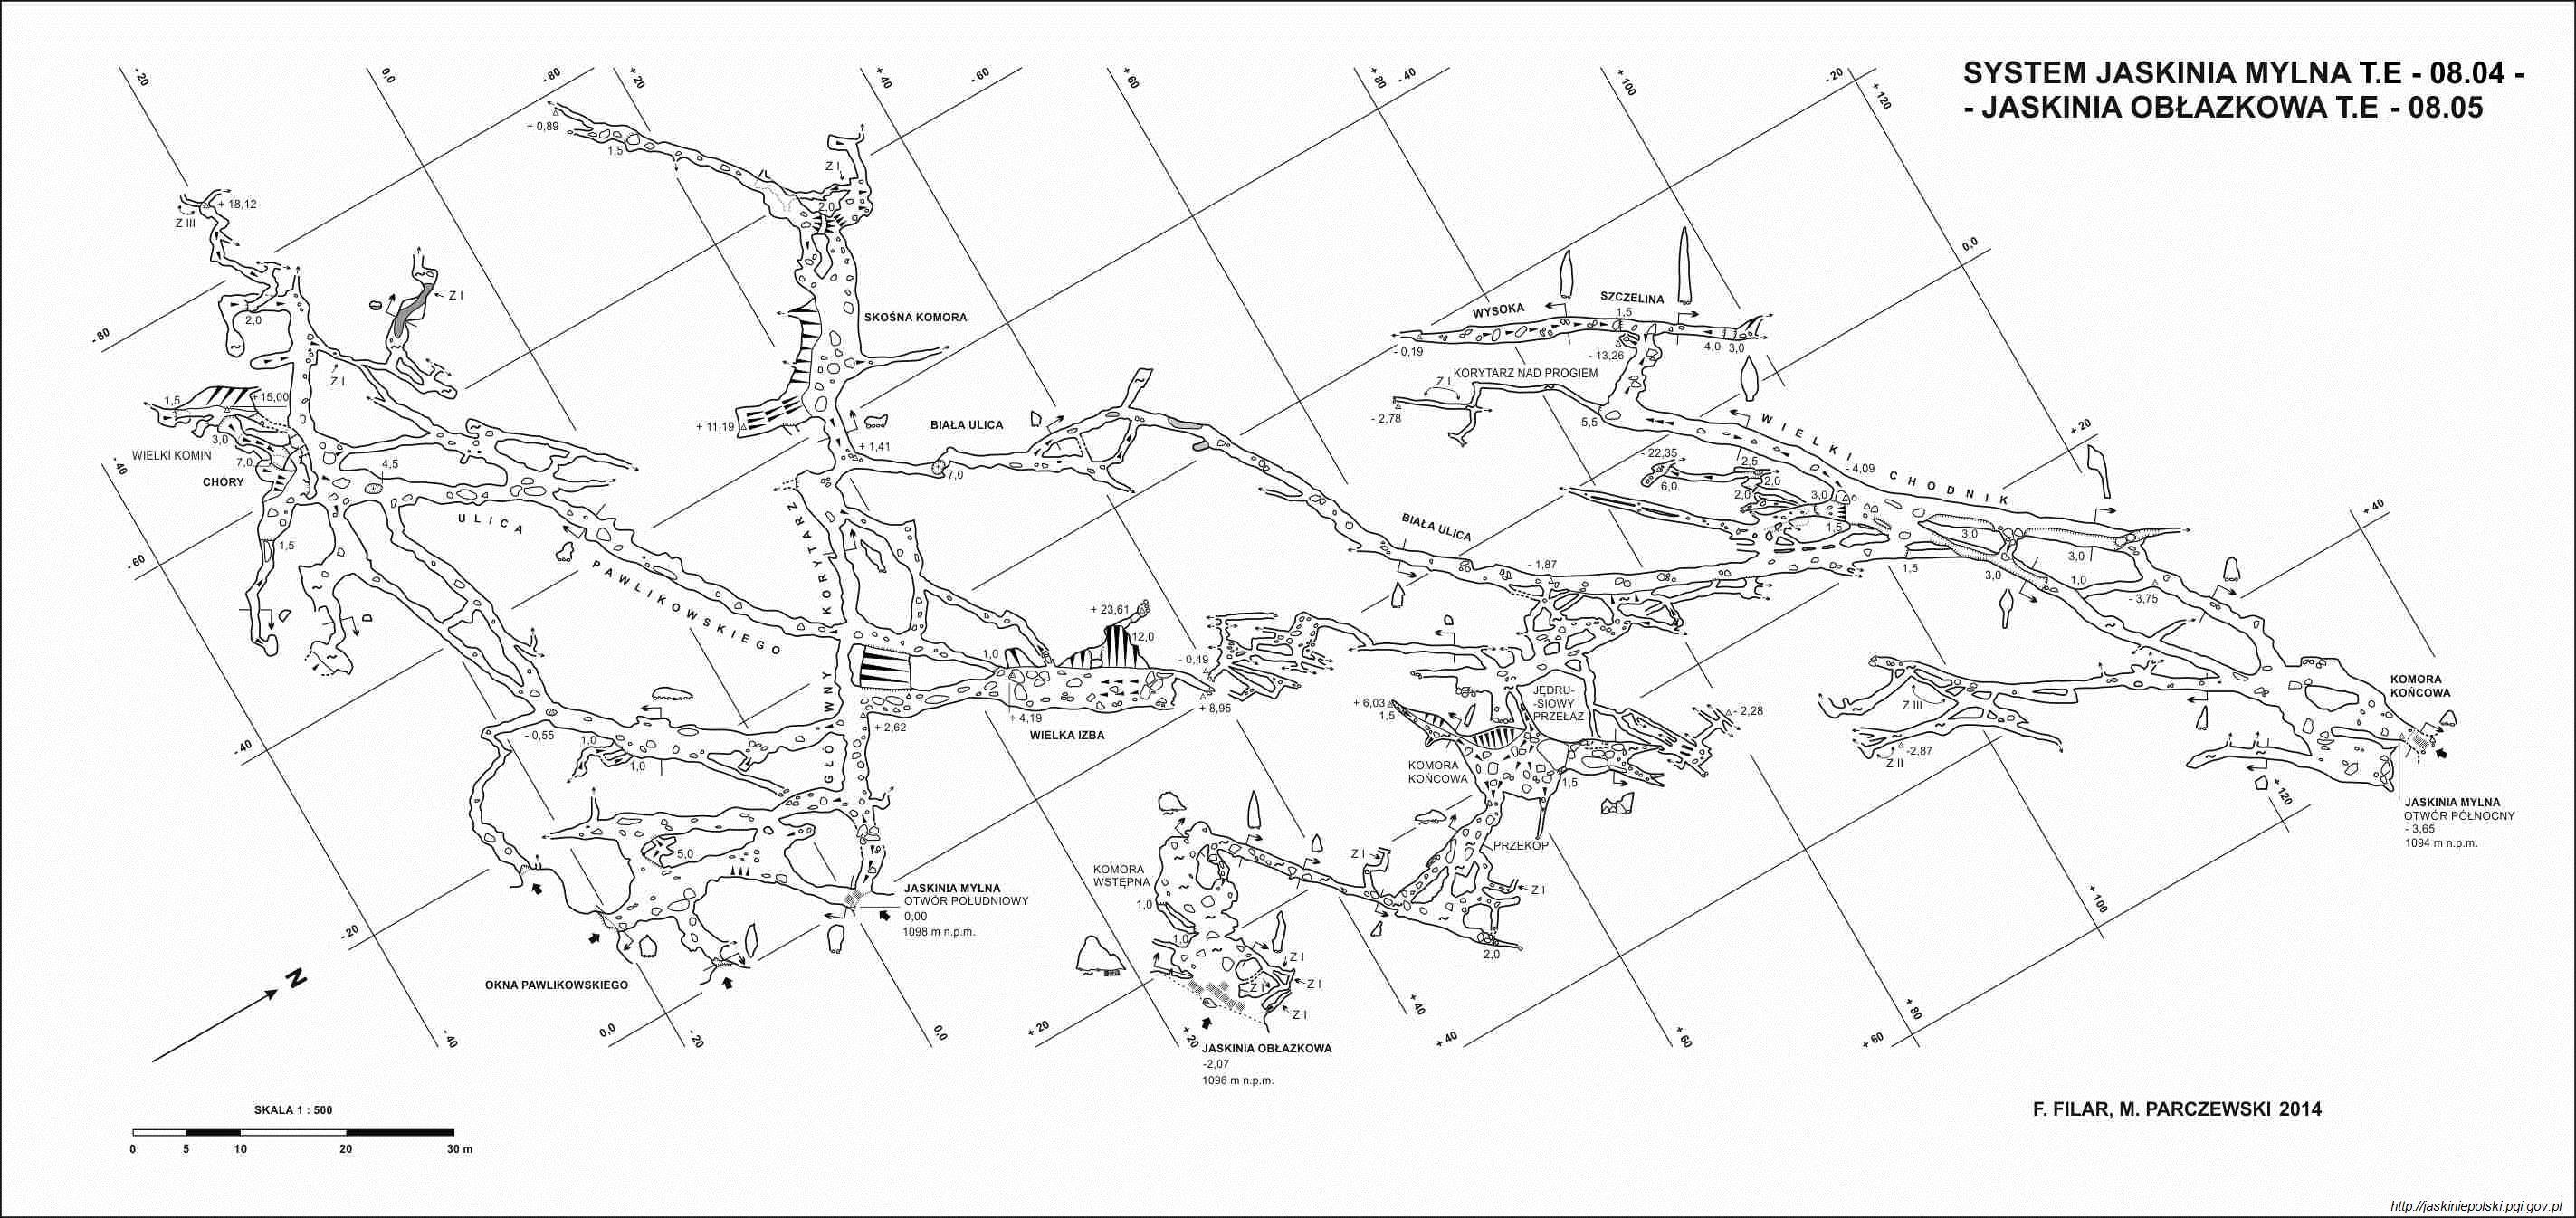 SYSTEM JASKINIA MYLNA T.E - 08.04 -
- JASKINIA OBŁAZKOWA T.E - 08.05
- 20
0,0
- 80
+ 20
+ 40
- 60
+ 60
+ 80
- 40
+ 100
- 20
+ 120
+ 0,89
1,5
Z I
2,0
+ 18,12
Z III
Z I
2,0
Z I
- 80
SKOŚNA KOMORA
WYSOKA
SZCZELINA
1,5
4,0
3,0
- 0,19
- 13,26
0,0
KORYTARZ NAD PROGIEM
Z I
- 2,78
5,5
1,5
+ 15,00
3,0
WIELKI KOMIN
7,0
CHÓRY
4,5
+ 11,19
+ 1,41
BIAŁA ULICA
7,0
WIELKI CHODNIK
+ 20
- 22,35
6,0
2,5
2,0
2,0
3,0
- 4,09
1,5
- 40
- 60
1,5
ULICA
PAWLIKOWSKIEGO
GŁÓWNY KORYTARZ
BIAŁA ULICA
- 1,87
3,0
3,0
3,0
1,5
1,0
- 3,75
+ 40
+ 23,61
12,0
1,0
- 0,49
+ 8,95
+ 4,19
WIELKA IZBA
+ 2,62
- 0,55
1,0
1,0
- 40
+ 6,03
1,5
JĘDRU-
-SIOWY
PRZEŁAZ
- 2,28
KOMORA
KOŃCOWA
1,5
Z III
-2,87
Z II
KOMORA
KOŃCOWA
+ 120
JASKINIA MYLNA
OTWÓR PÓŁNOCNY
- 3,65
1094 m n.p.m.
5,0
JASKINIA MYLNA
OTWÓR POŁUDNIOWY
0,00
1098 m n.p.m.
- 20
OKNA PAWLIKOWSKIEGO
KOMORA
WSTĘPNA
1,0
1,0
Z I
Z I
Z I
Z I
Z I
PRZEKOP
Z I
2,0
+ 100
N
- 40
0,0
- 20
0,0
+ 20
+ 20
+ 40
+ 40
+ 60
+ 60
+ 80
JASKINIA OBŁAZKOWA
-2,07
1096 m n.p.m.
SKALA 1 : 500
0 5 10 20 30 m
F. FILAR, M. PARCZEWSKI 2014
http://jaskiniepolski.pgi.gov.pl